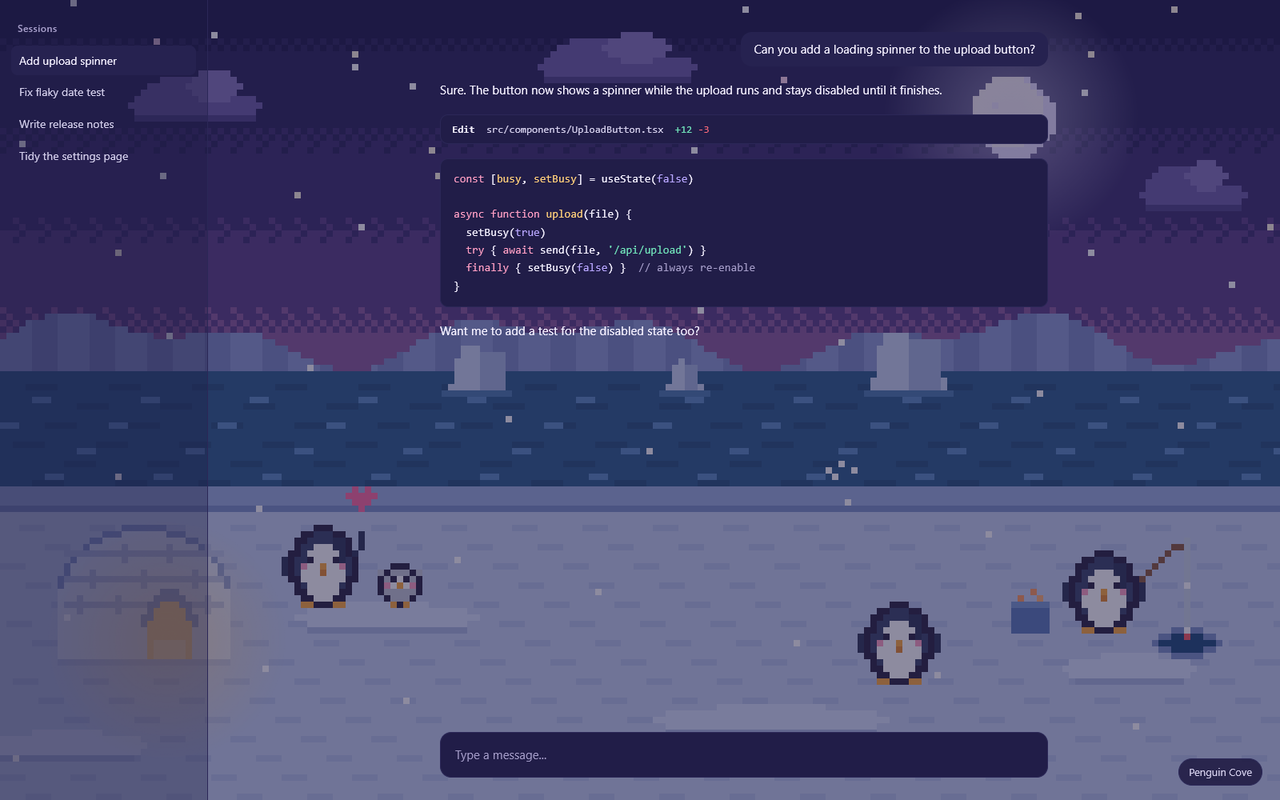 Sessions
Add upload spinner
Fix flaky date test
Write release notes
Tidy the settings page
Can you add a loading spinner to the upload button?
Sure. The button now shows a spinner while the upload runs and stays disabled until it finishes.
Edit src/components/UploadButton.tsx +12 -3
const [busy, setBusy] = useState(false)
async function upload(file) {
  setBusy(true)
  try { await send(file, '/api/upload') }
  finally { setBusy(false) }  // always re-enable
}
Want me to add a test for the disabled state too?
Type a message...
Penguin Cove